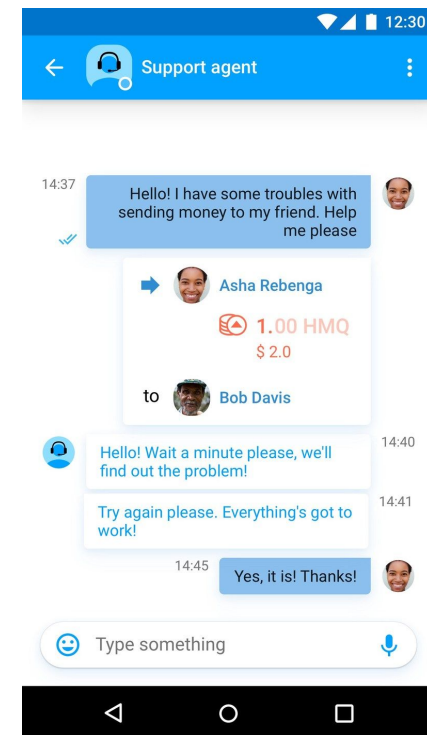 12:30
Support agent
14:37
Hello! I have some troubles with
sending money to my friend. Help
me please
Asha Rebenga
1.00 HMQ
$ 2.0
to
Bob Davis
14:40
Hello! Wait a minute please, we'll
find out the problem!
14:41
Try again please. Everything's got to
work!
14:45
Yes, it is! Thanks!
Type something